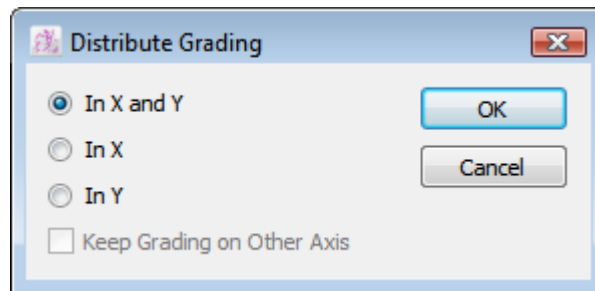 Distribute Grading
In X and Y
OK
In X
Cancel
In Y
Keep Grading on Other Axis